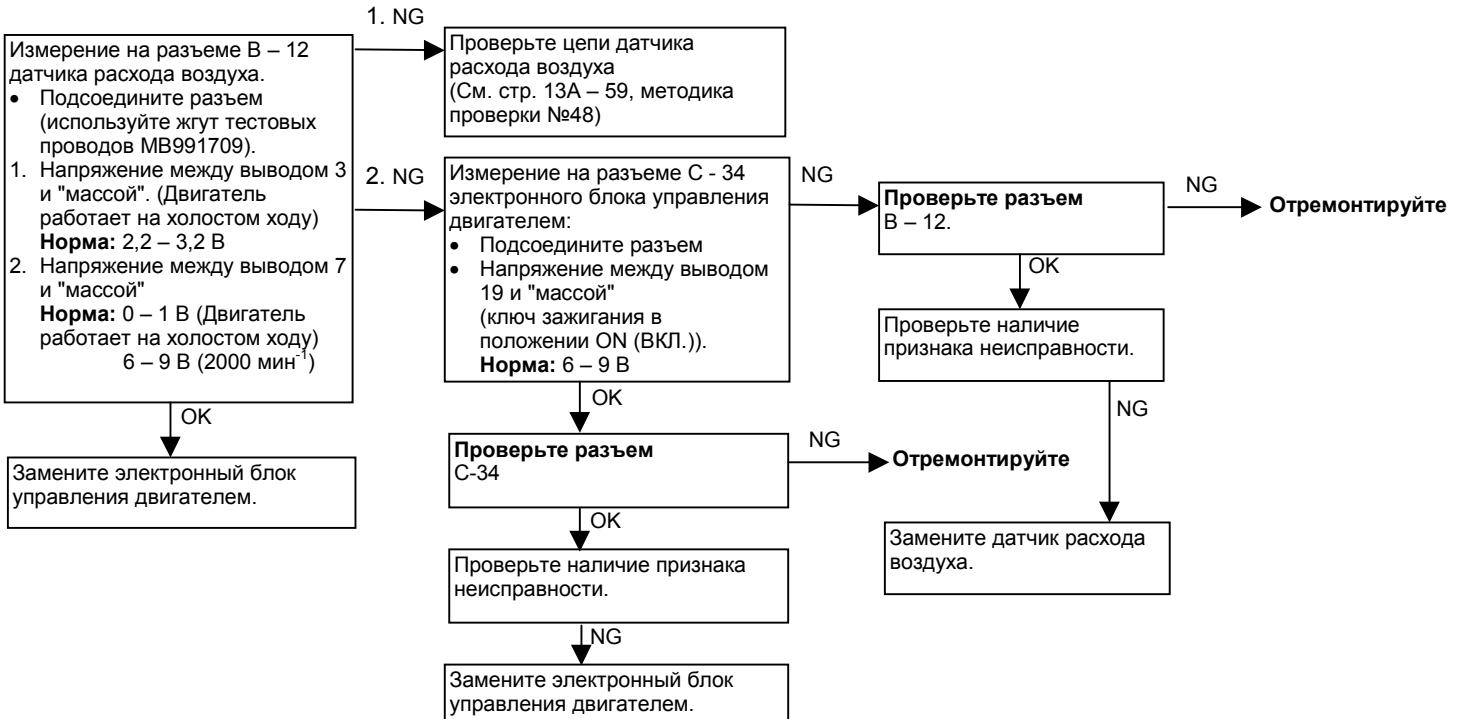 Измерение на разъеме В – 12
датчика расхода воздуха.
• Подсоедините разъем
(используйте жгут тестовых
проводов MB991709).
1. Напряжение между выводом 3
и "массой". (Двигатель
работает на холостом ходу)
Норма: 2,2 – 3,2 В
2. Напряжение между выводом 7
и "массой"
Норма: 0 – 1 В (Двигатель
работает на холостом ходу)
6 – 9 В (2000 мин⁻¹)
OK
Замените электронный блок
управления двигателем.
1. NG
Проверьте цепи датчика
расхода воздуха
(См. стр. 13А – 59, методика
проверки №48)
2. NG
Измерение на разъеме С - 34
электронного блока управления
двигателем:
• Подсоедините разъем
• Напряжение между выводом
19 и "массой"
(ключ зажигания в
положении ON (ВКЛ.)).
Норма: 6 – 9 В
OK
Проверьте разъем
С-34
NG
Отремонтируйте
OK
Проверьте наличие признака
неисправности.
NG
Замените электронный блок
управления двигателем.
NG
Проверьте разъем
В – 12.
NG
Отремонтируйте
OK
Проверьте наличие
признака неисправности.
NG
Замените датчик расхода
воздуха.